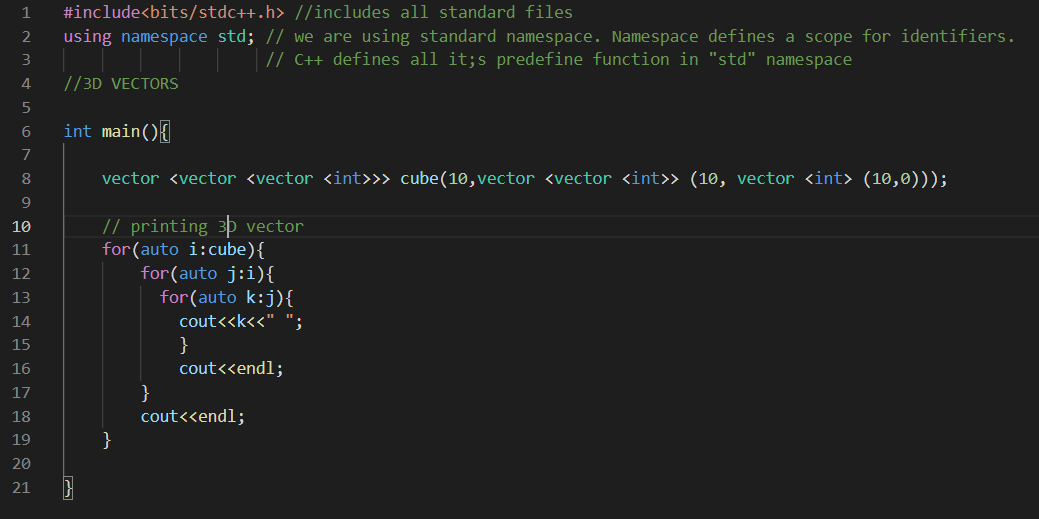 1 #include<bits/stdc++.h> //includes all standard files
2 using namespace std; // we are using standard namespace. Namespace defines a scope for identifiers.
3 // C++ defines all it;s predefine function in "std" namespace
4 //3D VECTORS
5
6 int main(){
7
8 vector <vector <vector <int>>> cube(10,vector <vector <int>> (10, vector <int> (10,0)));
9
10 // printing 3D vector
11 for(auto i:cube){
12 for(auto j:i){
13 for(auto k:j){
14 cout<<k<<" ";
15 }
16 cout<<endl;
17 }
18 cout<<endl;
19 }
20
21 }